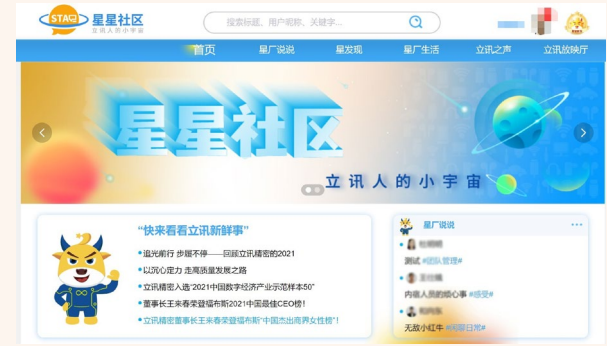 STAR 星星社区
立讯人的小宇宙
搜索标题、用户昵称、关键字...
首页 星厂说说 星发现 星厂生活 立讯之声 立讯放映厅
星星社区
立讯人的小宇宙
“快来看看立讯新鲜事”
追光前行 步履不停——回顾立讯精密的2021
以沉心定力 走高质量发展之路
立讯精密入选“2021中国数字经济产业示范样本50”
董事长王来春荣登福布斯2021中国最佳CEO榜！
立讯精密董事长王来春荣登福布斯“中国杰出商界女性榜”！
星厂说说
测试 #团队管理#
内宿人员的烦心事 #感受#
无敌小红牛